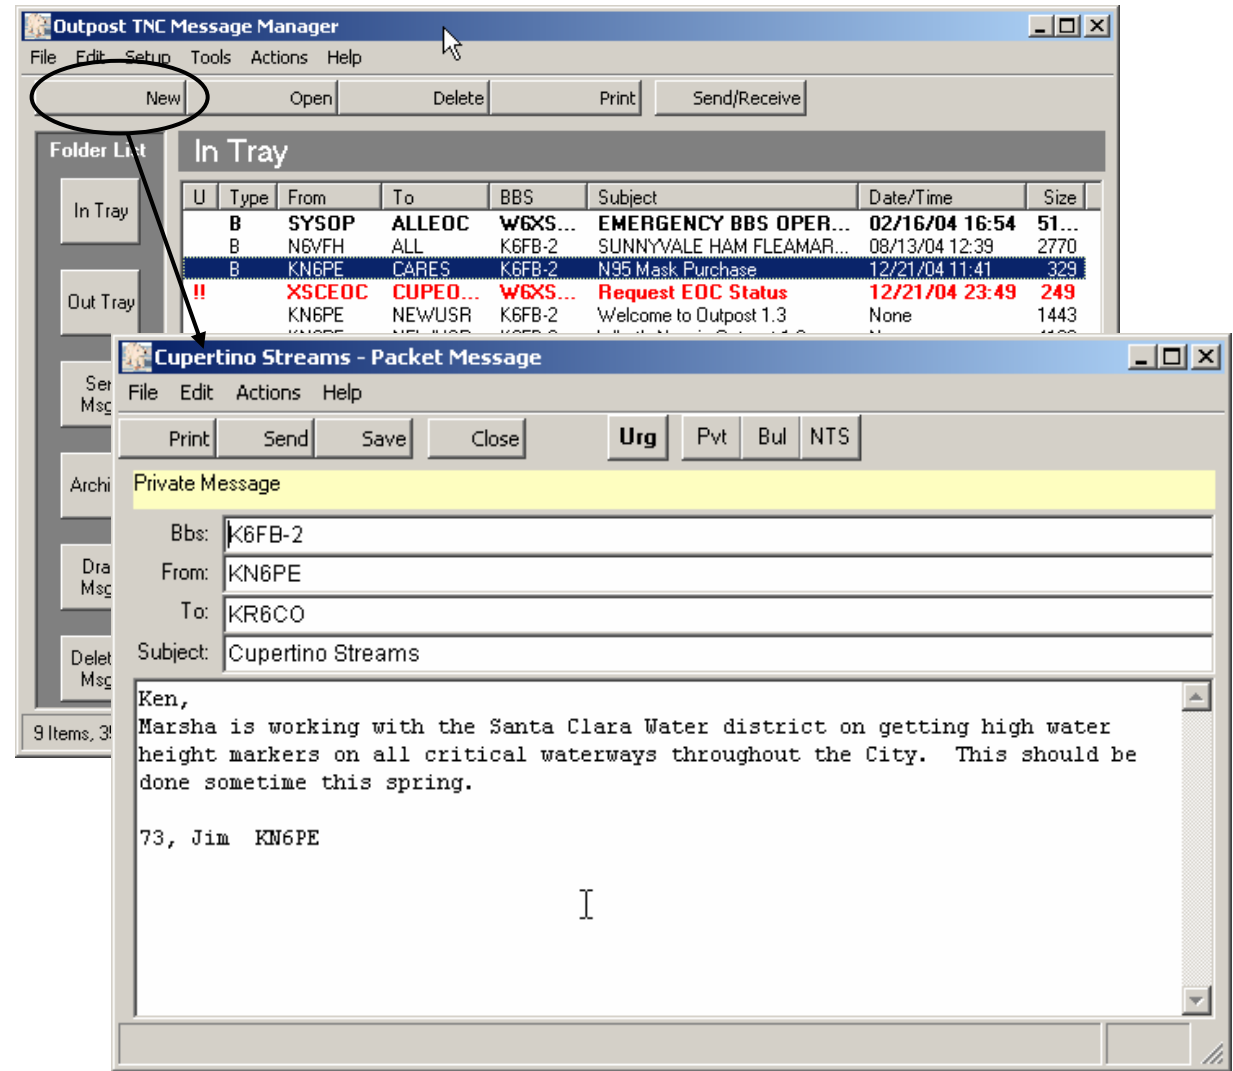 Outpost TNC Message Manager
File Edit Setup Tools Actions Help
New Open Delete Print Send/Receive
Folder List In Tray
U Type From To BBS Subject Date/Time Size
In Tray
B SYSOP ALLEOC W6XS... EMERGENCY BBS OPER... 02/16/04 16:54 51...
B N6VFH ALL K6FB-2 SUNNYVALE HAM FLEAMAR... 08/13/04 12:39 2770
B KN6PE CARES K6FB-2 N95 Mask Purchase 12/21/04 11:41 329
Out Tray
!! XSCEOC CUPEO... W6XS... Request EOC Status 12/21/04 23:49 249
KN6PE NEWUSR K6FB-2 Welcome to Outpost 1.3 None 1443
Ser
Msg
Archi
Dra
Msg
Delet
Msg
9 Items, 3
Cupertino Streams - Packet Message
File Edit Actions Help
Print Send Save Close Urg Pvt Bul NTS
Private Message
Bbs: K6FB-2
From: KN6PE
To: KR6CO
Subject: Cupertino Streams
Ken,
Marsha is working with the Santa Clara Water district on getting high water
height markers on all critical waterways throughout the City. This should be
done sometime this spring.
73, Jim KN6PE